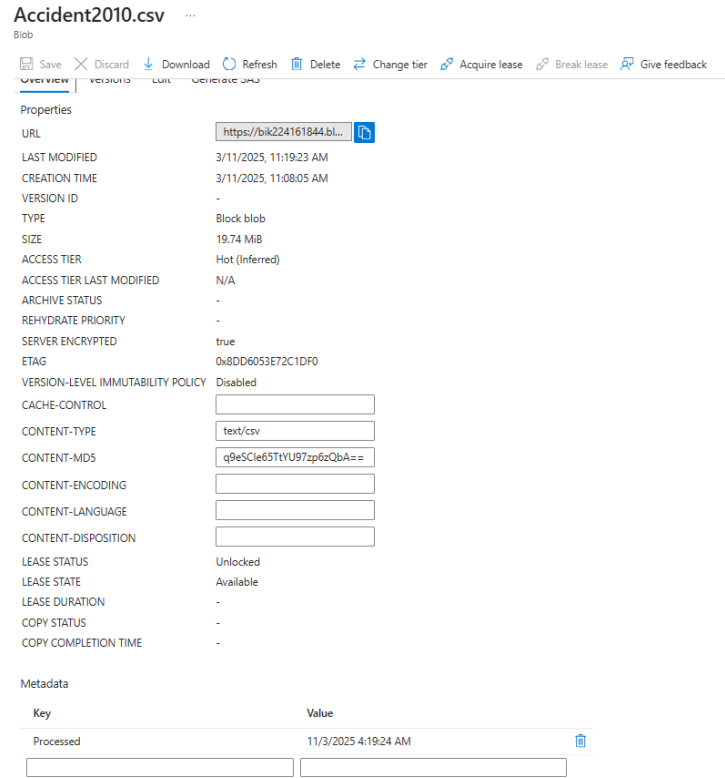 Accident2010.csv ...
Blob
Save Discard Download Refresh Delete Change tier Acquire lease Break lease Give feedback
Overview Versions Edit Generate SAS
Properties
URL https://bik224161844.bl...
LAST MODIFIED 3/11/2025, 11:19:23 AM
CREATION TIME 3/11/2025, 11:08:05 AM
VERSION ID -
TYPE Block blob
SIZE 19.74 MiB
ACCESS TIER Hot (Inferred)
ACCESS TIER LAST MODIFIED N/A
ARCHIVE STATUS -
REHYDRATE PRIORITY -
SERVER ENCRYPTED true
ETAG 0x8DD6053E72C1DF0
VERSION-LEVEL IMMUTABILITY POLICY Disabled
CACHE-CONTROL
CONTENT-TYPE text/csv
CONTENT-MD5 q9eSCle65TtYU97zp6zQbA==
CONTENT-ENCODING
CONTENT-LANGUAGE
CONTENT-DISPOSITION
LEASE STATUS Unlocked
LEASE STATE Available
LEASE DURATION -
COPY STATUS -
COPY COMPLETION TIME -
Metadata
Key Value
Processed 11/3/2025 4:19:24 AM